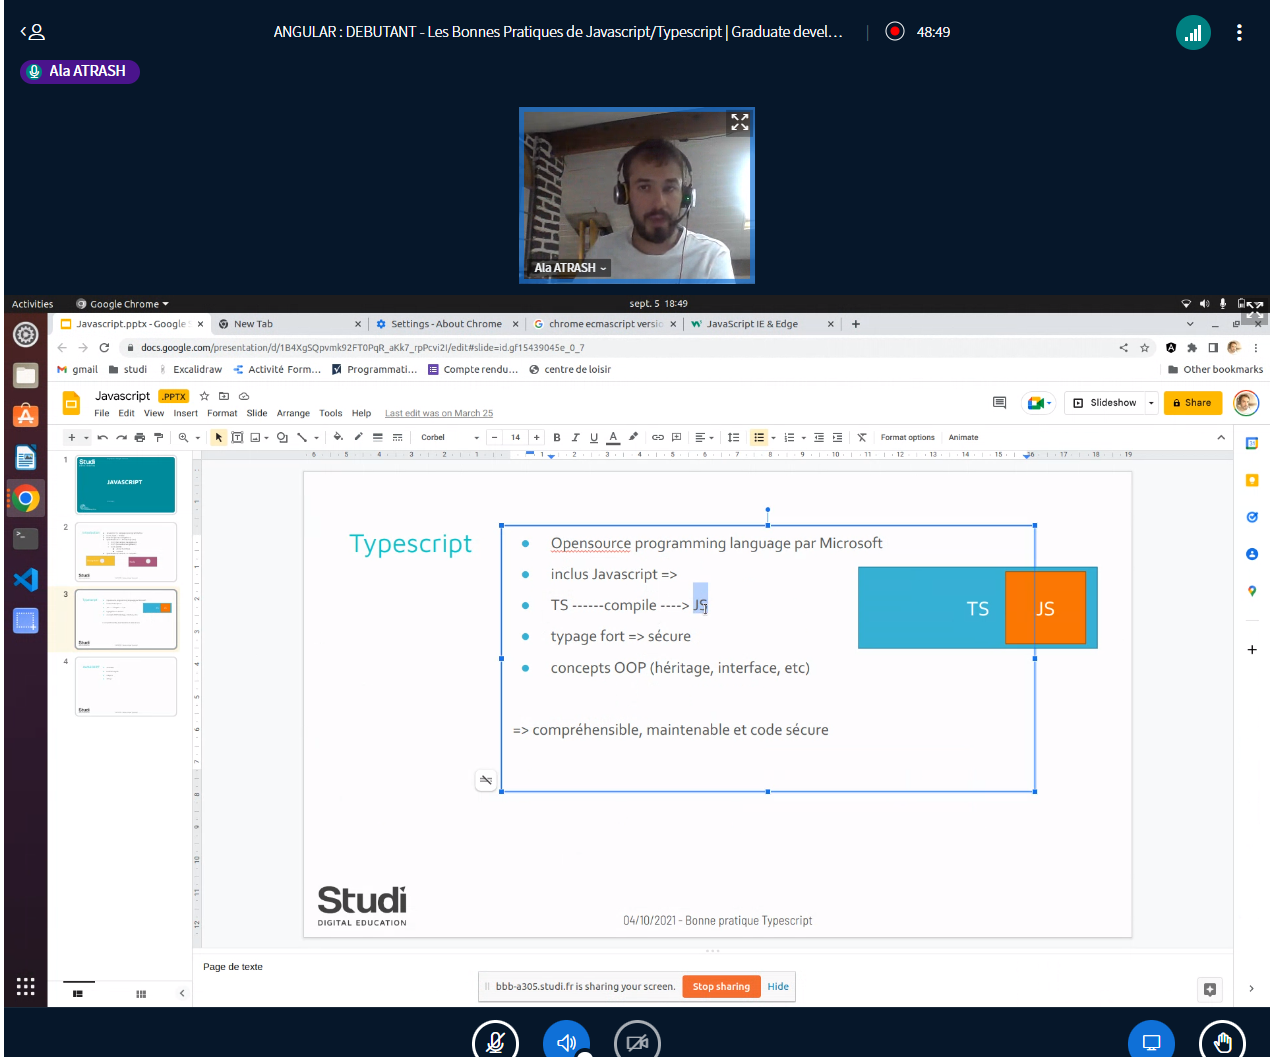 ANGULAR : DEBUTANT - Les Bonnes Pratiques de Javascript/Typescript | Graduate devel...
48:49
Ala ATRASH
Ala ATRASH
Activities
Google Chrome
sept. 5 18:49
Javascript.pptx - Google
New Tab
Settings - About Chrome
chrome ecmascript versio
JavaScript IE & Edge
docs.google.com/presentation/d/1B4XgSQpvmk92FT0PqR_aKk7_rpPcvi2I/edit#slide=id.gf15439045e_0_7
gmail
studi
Excalidraw
Activité Form...
Programmati...
Compte rendu...
centre de loisir
Other bookmarks
Javascript
.PPTX
File Edit View Insert Format Slide Arrange Tools Help
Last edit was on March 25
Slideshow
Share
Corbel
14
Format options
Animate
1
Studi
JAVASCRIPT
2
3
4
Typescript
Opensource programming language par Microsoft
inclus Javascript =>
TS ------compile ----> JS
typage fort => sécure
concepts OOP (héritage, interface, etc)
=> compréhensible, maintenable et code sécure
TS
JS
Studi
DIGITAL EDUCATION
04/10/2021 - Bonne pratique Typescript
Page de texte
bbb-a305.studi.fr is sharing your screen.
Stop sharing
Hide